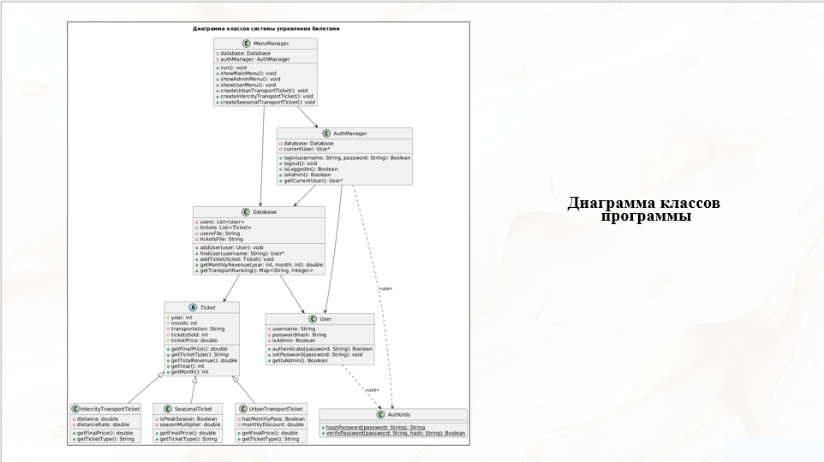 Диаграмма классов системы управления билетами
C MenuManager
database: Database
authManager: AuthManager
run(): void
showMainMenu(): void
showAdminMenu(): void
showUserMenu(): void
createUrbanTransportTicket(): void
createIntercityTransportTicket(): void
createSeasonalTransportTicket(): void
C AuthManager
database: Database
currentUser: User*
login(username: String, password: String): Boolean
logout(): void
isLoggedIn(): Boolean
isAdmin(): Boolean
getCurrentUser(): User*
Диаграмма классов
программы
C Database
users: List<User>
tickets: List<Ticket>
usersFile: String
ticketsFile: String
addUser(user: User): void
findUser(username: String): User*
addTicket(ticket: Ticket): void
getMonthlyRevenue(year: int, month: int): double
getTransportRanking(): Map<String, Integer>
«use»
A Ticket
year: int
month: int
transportation: String
ticketsSold: int
ticketPrice: double
getFinalPrice(): double
getTicketType(): String
getTotalRevenue(): double
getYear(): int
getMonth(): int
C User
username: String
passwordHash: String
isAdmin: Boolean
authenticate(password: String): Boolean
setPassword(password: String): void
getIsAdmin(): Boolean
«use»
C IntercityTransportTicket
distance: double
distanceRate: double
getFinalPrice(): double
getTicketType(): String
C SeasonalTicket
isPeakSeason: Boolean
seasonMultiplier: double
getFinalPrice(): double
getTicketType(): String
C UrbanTransportTicket
hasMonthlyPass: Boolean
monthlyDiscount: double
getFinalPrice(): double
getTicketType(): String
C AuthUtils
hashPassword(password: String): String
verifyPassword(password: String, hash: String): Boolean